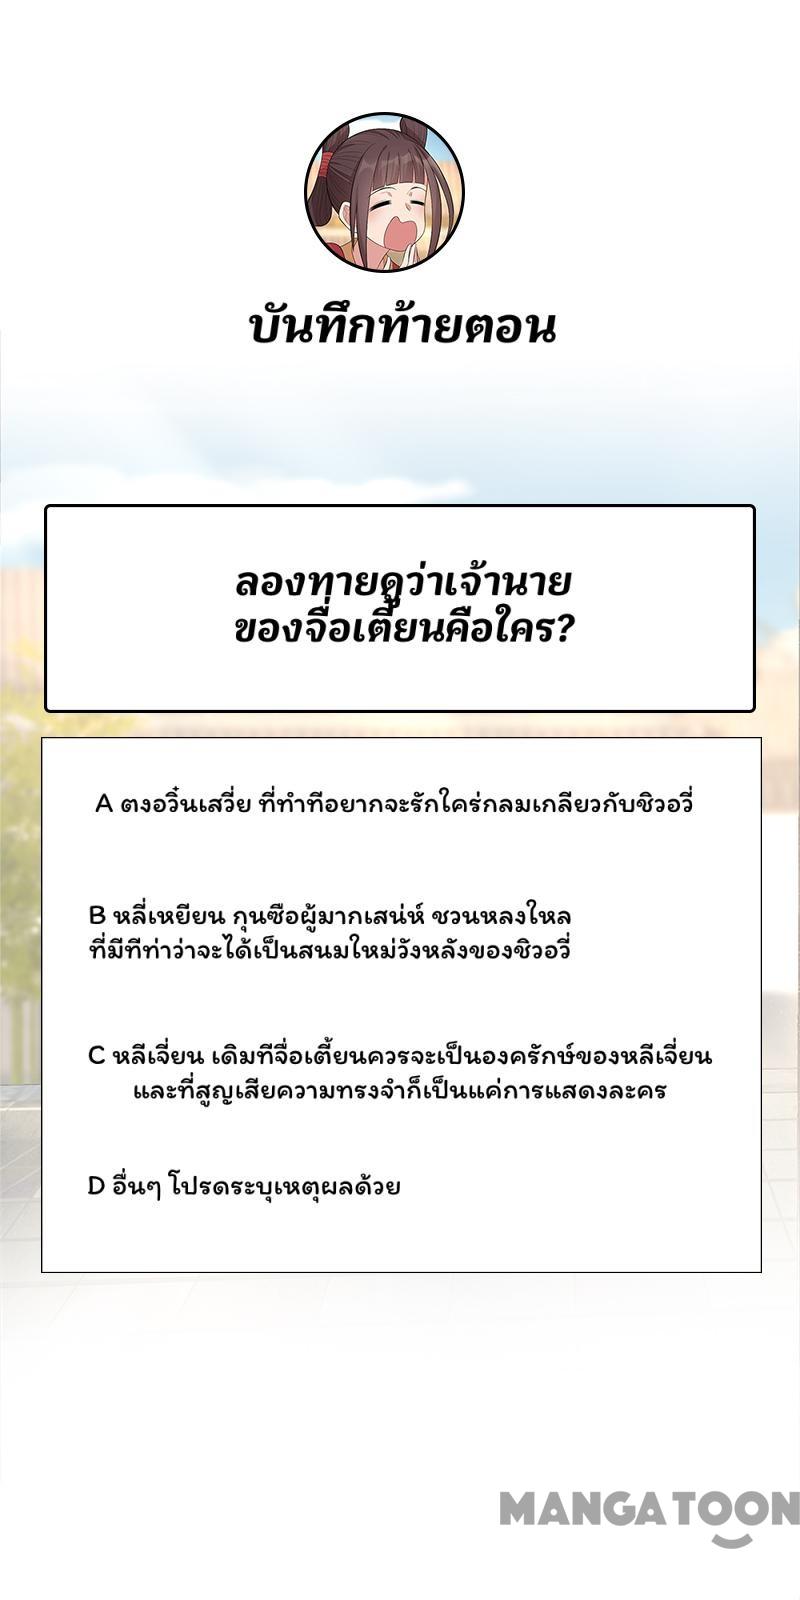 บันทึกท้ายตอน
ลองทายดูว่าเจ้านาย
ของจื่อเตี้ยนคือใคร?
A ตงอวิ๋นเสวี่ย ที่ทำทีอยากจะรักใคร่กลมเกลียวกับชิวอวี่
B หลี่เหยียน กุนซือผู้มากเสน่ห์ ชวนหลงใหล
ที่มีทีท่าว่าจะได้เป็นสนมใหม่วังหลังของชิวอวี่
C หลีเจี่ยน เดิมทีจื่อเตี้ยนควรจะเป็นองครักษ์ของหลีเจี่ยน
และที่สูญเสียความทรงจำก็เป็นแค่การแสดงละคร
D อื่นๆ โปรดระบุเหตุผลด้วย
MANGATOON